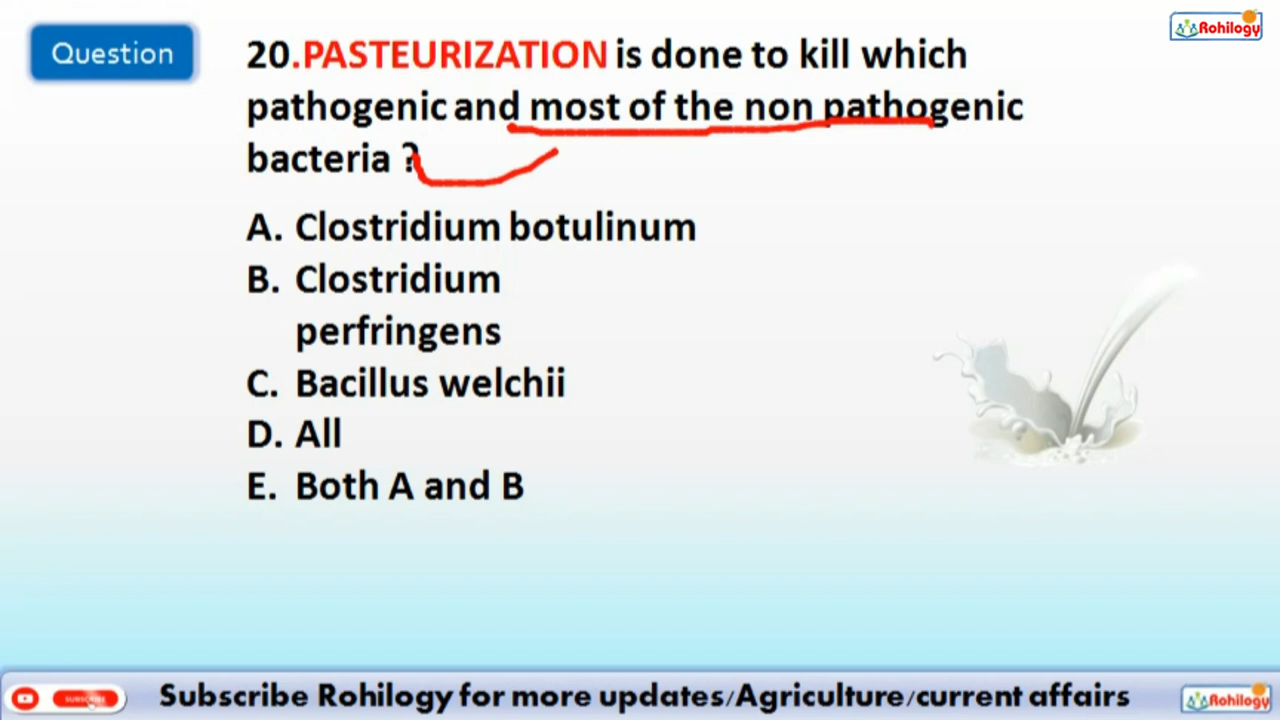 Question
Rohilogy
20.PASTEURIZATION is done to kill which
pathogenic and most of the non pathogenic
bacteria ?
A. Clostridium botulinum
B. Clostridium
perfringens
C. Bacillus welchii
D. All
E. Both A and B
SUBSCRIBE
Subscribe Rohilogy for more updates/Agriculture/current affairs
Rohilogy